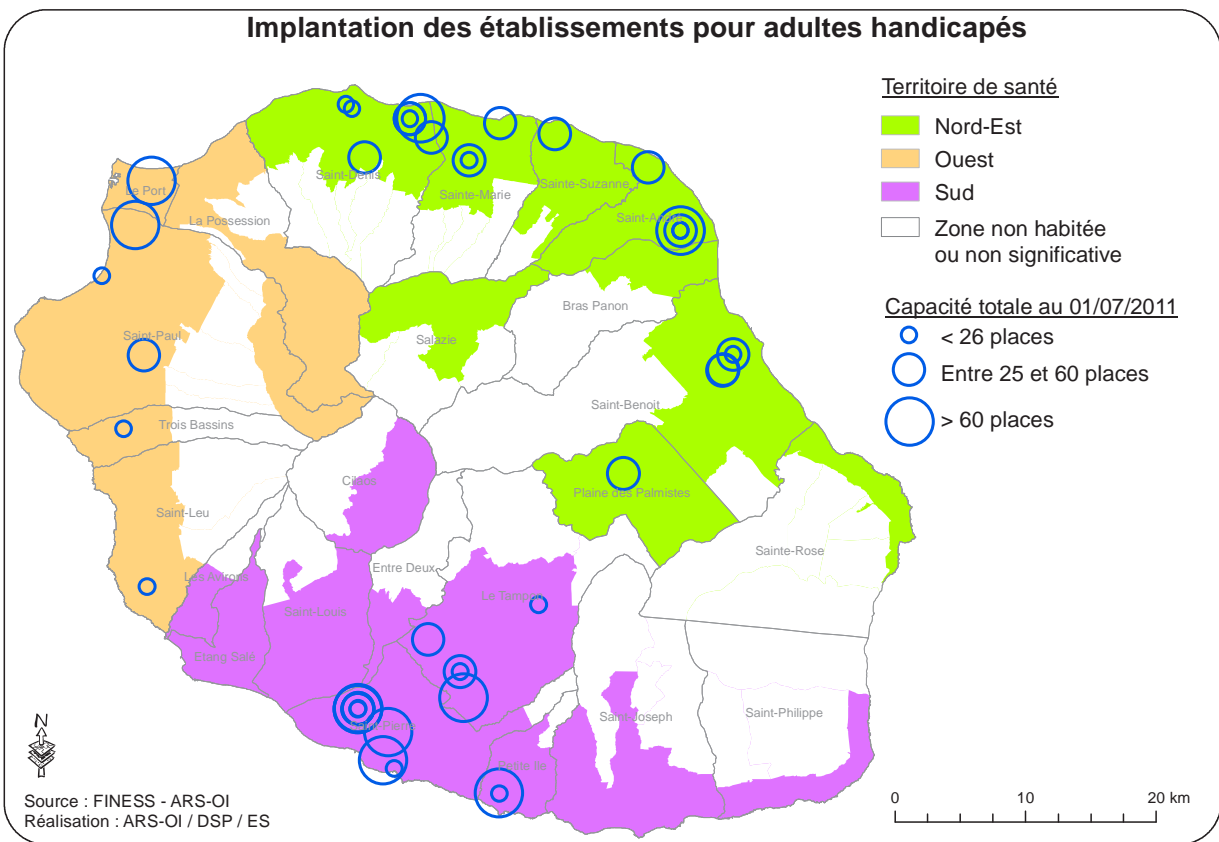 Implantation des établissements pour adultes handicapés
Territoire de santé
Nord-Est
Ouest
Sud
Zone non habitée
ou non significative
Capacité totale au 01/07/2011
< 26 places
Entre 25 et 60 places
> 60 places
Saint-Denis
Sainte-Marie
Sainte-Suzanne
Le Port
La Possession
Saint-André
Bras Panon
Saint-Paul
Salazie
Saint-Benoit
Trois Bassins
Cilaos
Plaine des Palmistes
Saint-Leu
Sainte-Rose
Entre Deux
Les Avirons
Le Tampon
Saint-Louis
Etang Salé
Saint-Pierre
Saint-Joseph
Saint-Philippe
Petite Ile
N
Source : FINESS - ARS-OI
Réalisation : ARS-OI / DSP / ES
0 10 20 km